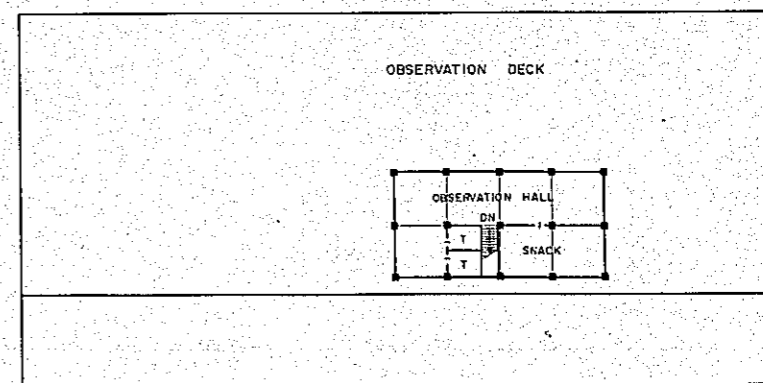 OBSERVATION DECK
OBSERVATION HALL
DN
T
SNACK
T